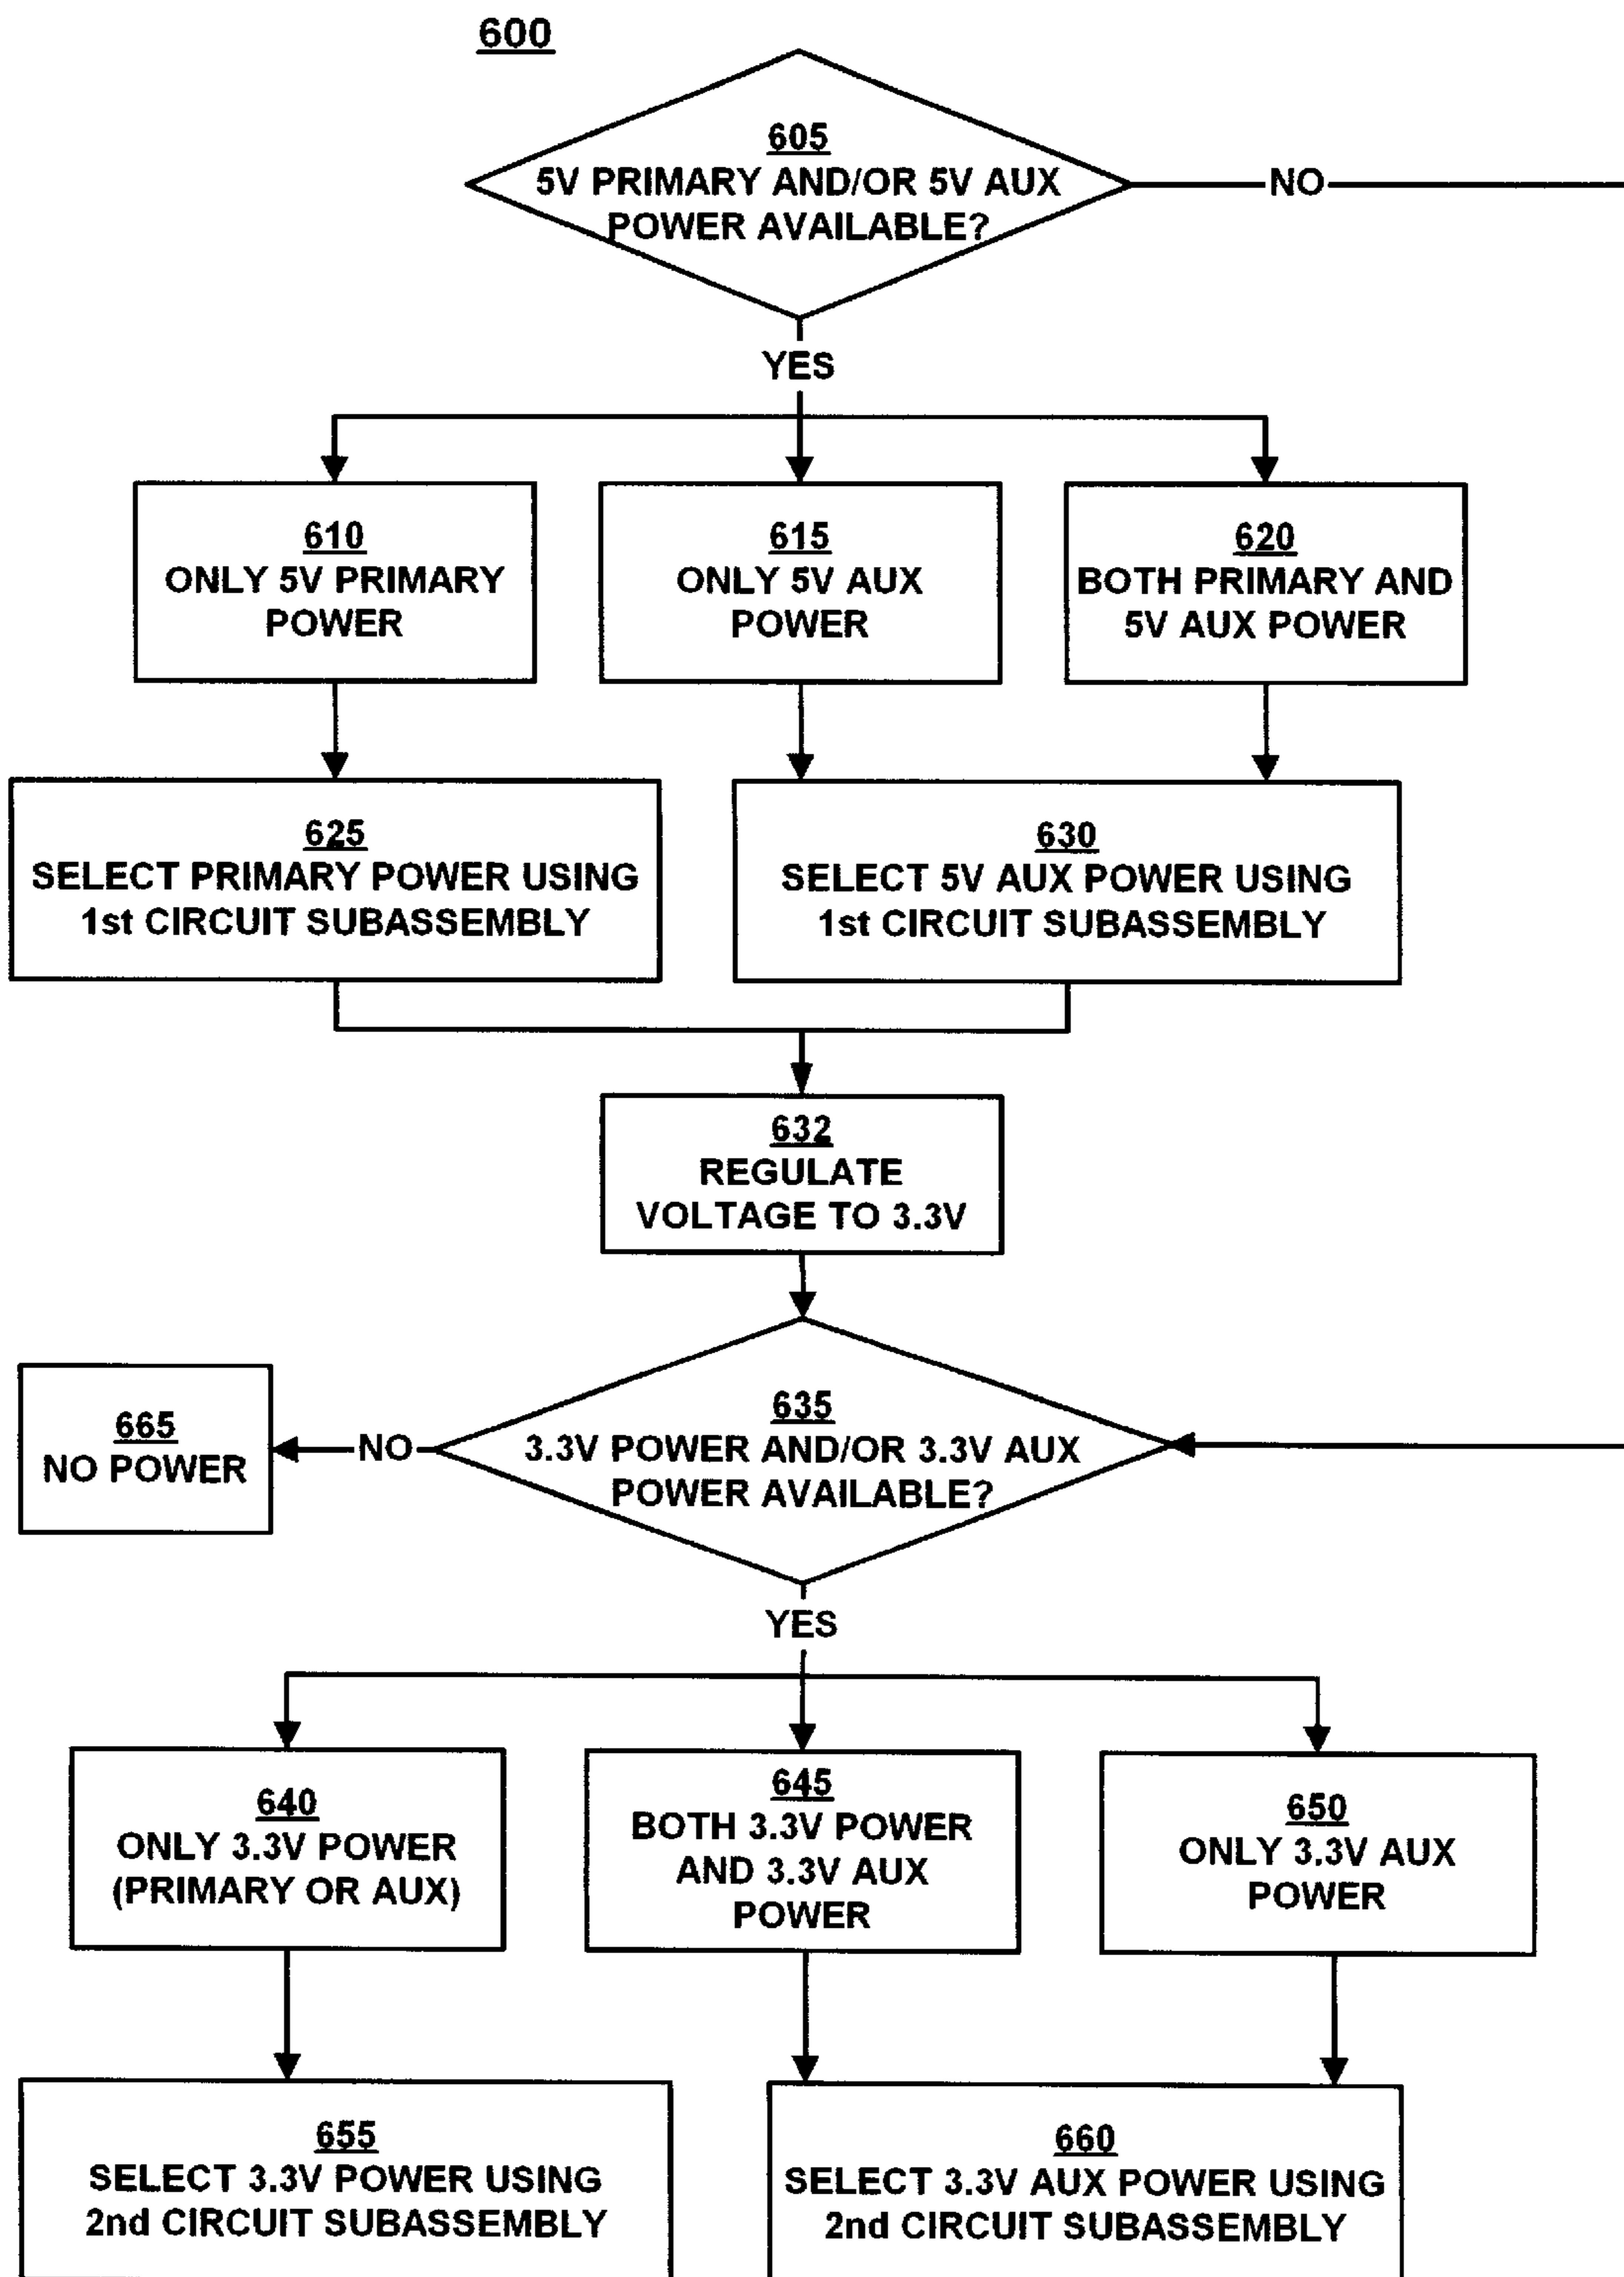 600
605
5V PRIMARY AND/OR 5V AUX
POWER AVAILABLE?
NO
YES
610
ONLY 5V PRIMARY
POWER
615
ONLY 5V AUX
POWER
620
BOTH PRIMARY AND
5V AUX POWER
625
SELECT PRIMARY POWER USING
1st CIRCUIT SUBASSEMBLY
630
SELECT 5V AUX POWER USING
1st CIRCUIT SUBASSEMBLY
632
REGULATE
VOLTAGE TO 3.3V
635
3.3V POWER AND/OR 3.3V AUX
POWER AVAILABLE?
NO
665
NO POWER
YES
640
ONLY 3.3V POWER
(PRIMARY OR AUX)
645
BOTH 3.3V POWER
AND 3.3V AUX
POWER
650
ONLY 3.3V AUX
POWER
655
SELECT 3.3V POWER USING
2nd CIRCUIT SUBASSEMBLY
660
SELECT 3.3V AUX POWER USING
2nd CIRCUIT SUBASSEMBLY